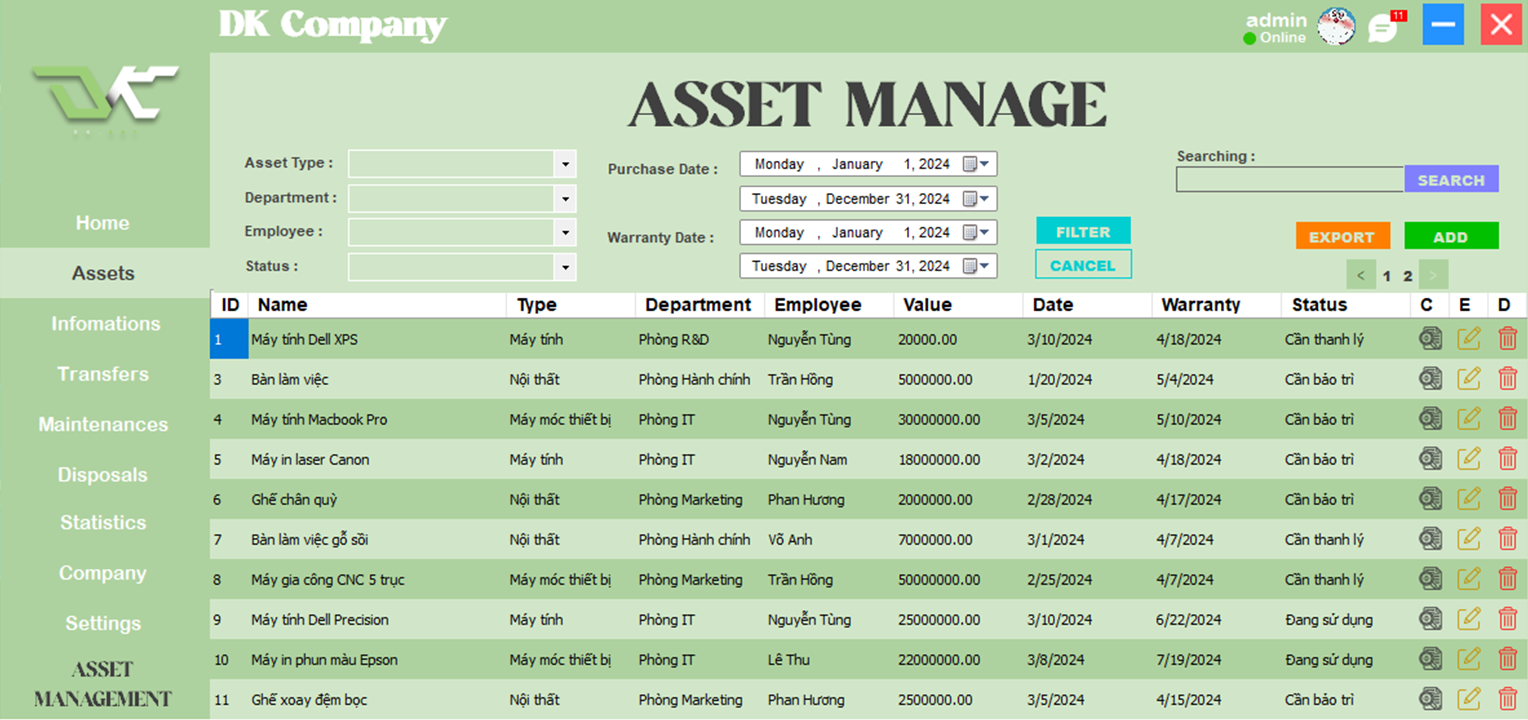 DK Company
admin
Online
11
ASSET MANAGE
Asset Type :
Department :
Employee :
Status :
Purchase Date :
Monday , January 1, 2024
Tuesday , December 31, 2024
Warranty Date :
Monday , January 1, 2024
Tuesday , December 31, 2024
FILTER
CANCEL
Searching :
SEARCH
EXPORT ADD
< 1 2 >
Home
Assets
Infomations
Transfers
Maintenances
Disposals
Statistics
Company
Settings
ASSET
MANAGEMENT
ID Name Type Department Employee Value Date Warranty Status C E D
1 Máy tính Dell XPS Máy tính Phòng R&D Nguyễn Tùng 20000.00 3/10/2024 4/18/2024 Cần thanh lý
3 Bàn làm việc Nội thất Phòng Hành chính Trần Hồng 5000000.00 1/20/2024 5/4/2024 Cần bảo trì
4 Máy tính Macbook Pro Máy móc thiết bị Phòng IT Nguyễn Tùng 30000000.00 3/5/2024 5/10/2024 Cần bảo trì
5 Máy in laser Canon Máy tính Phòng IT Nguyễn Nam 18000000.00 3/2/2024 4/18/2024 Cần bảo trì
6 Ghế chân quỳ Nội thất Phòng Marketing Phan Hương 2000000.00 2/28/2024 4/17/2024 Cần bảo trì
7 Bàn làm việc gỗ sồi Nội thất Phòng Hành chính Võ Anh 7000000.00 3/1/2024 4/7/2024 Cần thanh lý
8 Máy gia công CNC 5 trục Máy móc thiết bị Phòng Marketing Trần Hồng 50000000.00 2/25/2024 4/7/2024 Cần thanh lý
9 Máy tính Dell Precision Máy tính Phòng IT Nguyễn Tùng 25000000.00 3/10/2024 6/22/2024 Đang sử dụng
10 Máy in phun màu Epson Máy móc thiết bị Phòng IT Lê Thu 22000000.00 3/8/2024 7/19/2024 Đang sử dụng
11 Ghế xoay đệm bọc Nội thất Phòng Marketing Phan Hương 2500000.00 3/5/2024 4/15/2024 Cần bảo trì